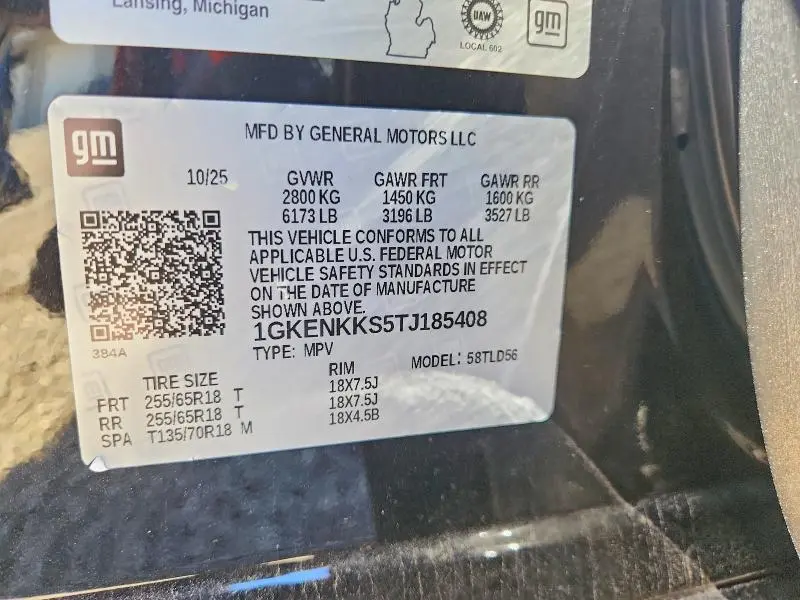 Lansing, Michigan
UAW
LOCAL 602
gm
gm
MFD BY GENERAL MOTORS LLC
10/25 GVWR GAWR FRT GAWR RR
2800 KG 1450 KG 1600 KG
6173 LB 3196 LB 3527 LB
THIS VEHICLE CONFORMS TO ALL
APPLICABLE U.S. FEDERAL MOTOR
VEHICLE SAFETY STANDARDS IN EFFECT
ON THE DATE OF MANUFACTURE
SHOWN ABOVE.
1GKENKKS5TJ185408
384A
TYPE: MPV MODEL: 58TLD56
TIRE SIZE RIM
FRT 255/65R18 T 18X7.5J
RR 255/65R18 T 18X7.5J
SPA T135/70R18 M 18X4.5B